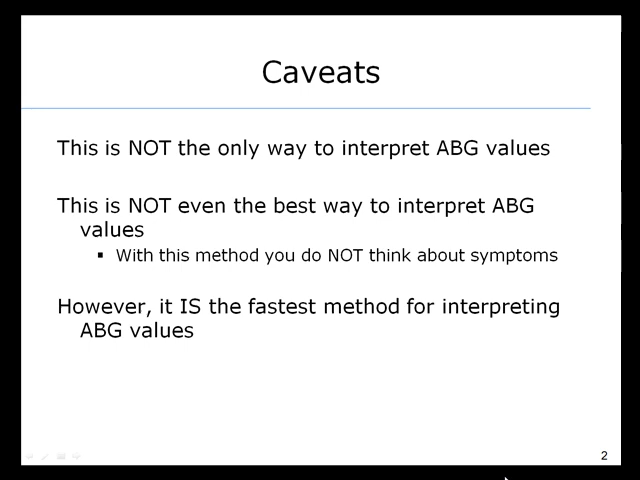 Caveats
This is NOT the only way to interpret ABG values
This is NOT even the best way to interpret ABG
values
▪ With this method you do NOT think about symptoms
However, it IS the fastest method for interpreting
ABG values
2